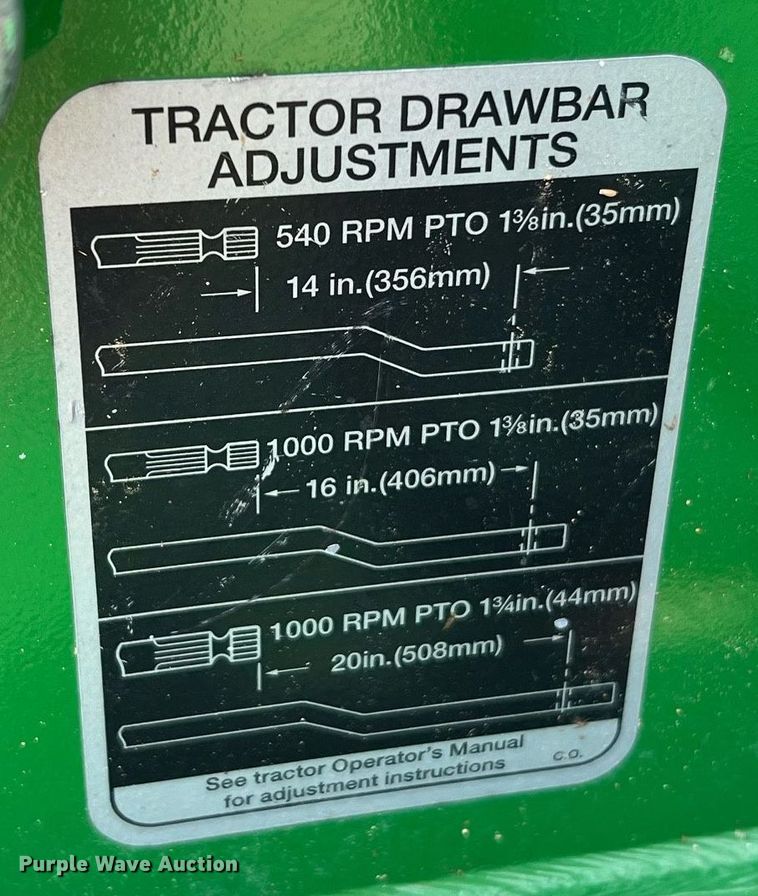 TRACTOR DRAWBAR
ADJUSTMENTS
540 RPM PTO 1⅜in.(35mm)
14 in.(356mm)
1000 RPM PTO 1⅜in.(35mm)
16 in.(406mm)
1000 RPM PTO 1¾in.(44mm)
20in.(508mm)
See tractor Operator's Manual
for adjustment instructions
C.O.
Purple Wave Auction